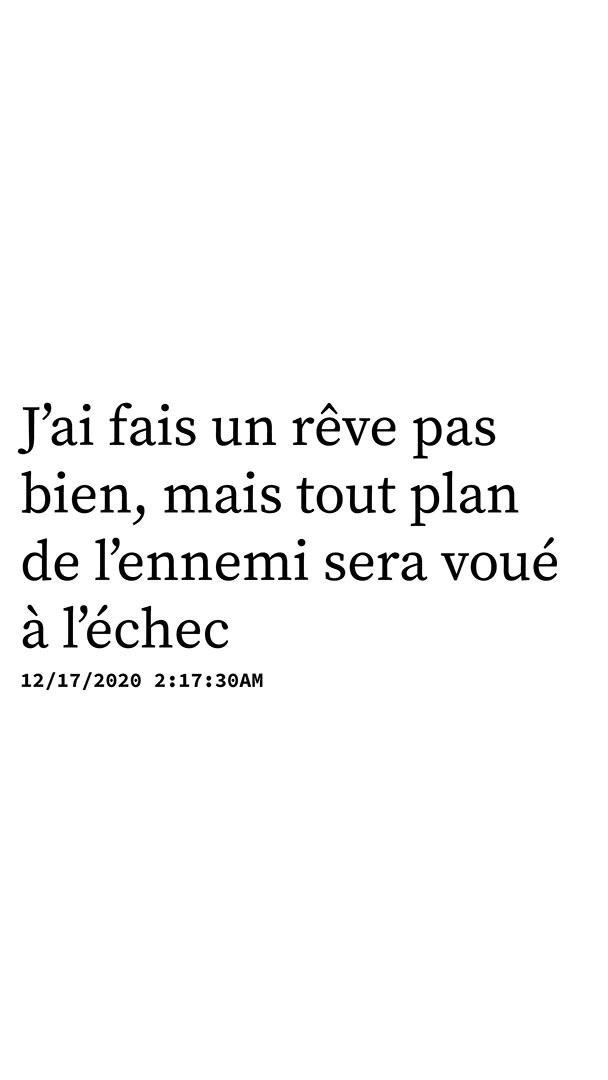 J’ai fais un rêve pas
bien, mais tout plan
de l’ennemi sera voué
à l’échec
12/17/2020 2:17:30AM